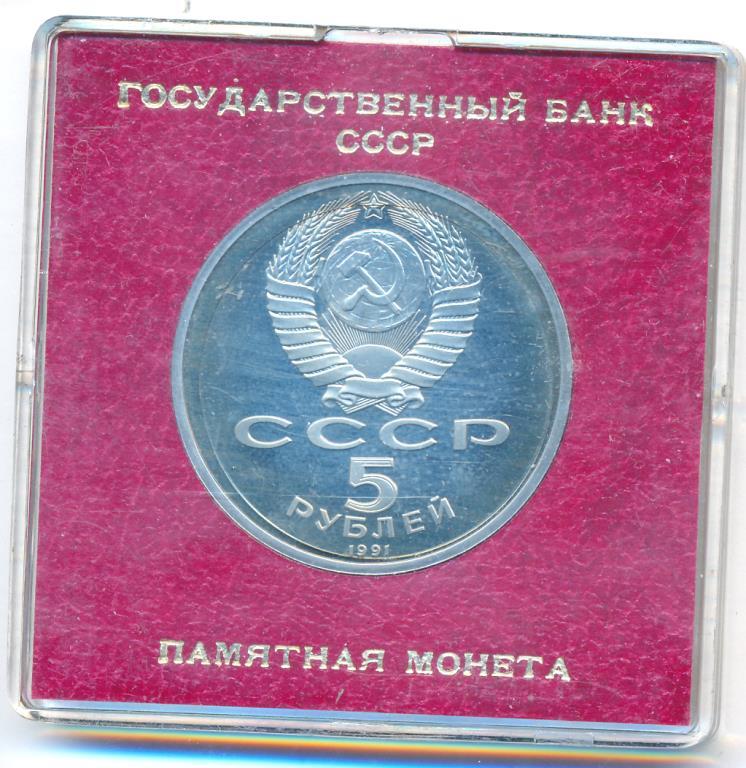 ГОСУДАРСТВЕННЫЙ БАНК
СССР
СССР
5
РУБЛЕЙ
1991
ПАМЯТНАЯ МОНЕТА